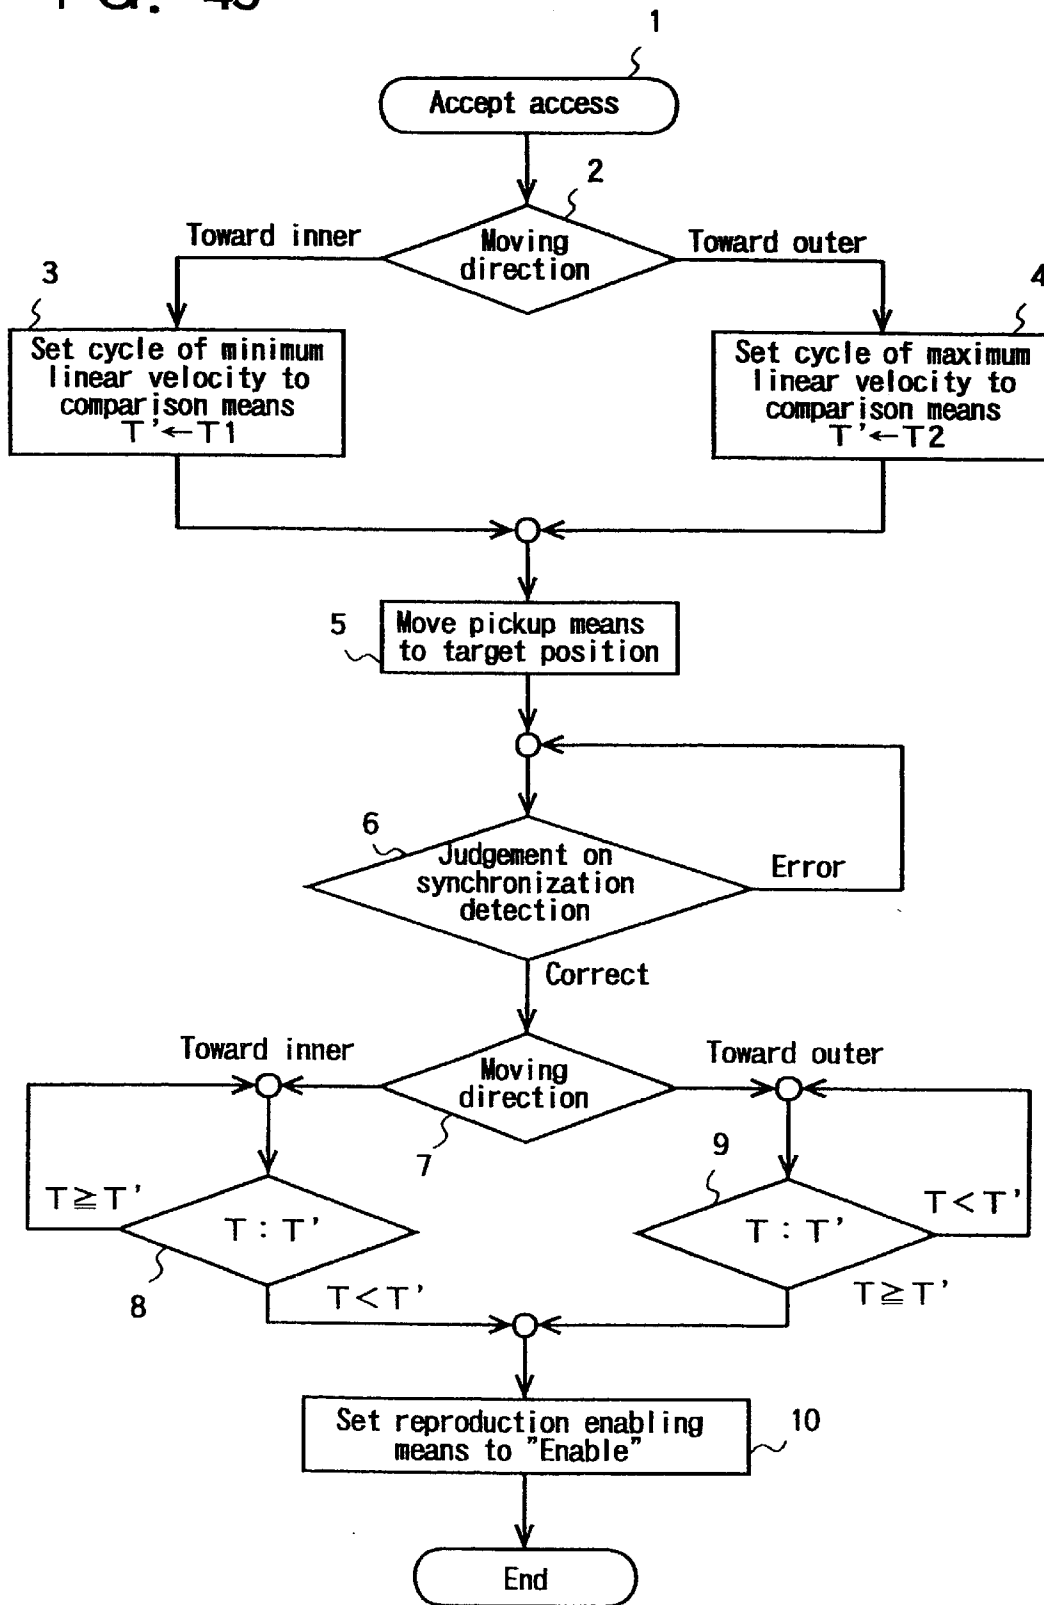 1
Accept access
2
Toward inner
Moving
direction
Toward outer
3
4
Set cycle of minimum
linear velocity to
comparison means
T'←T1
Set cycle of maximum
linear velocity to
comparison means
T'←T2
5
Move pickup means
to target position
6
Judgement on
synchronization
detection
Error
Correct
Toward inner
Moving
direction
Toward outer
7
9
T≧T'
T : T'
T : T'
T<T'
8
T<T'
T≧T'
Set reproduction enabling
means to "Enable"
10
End